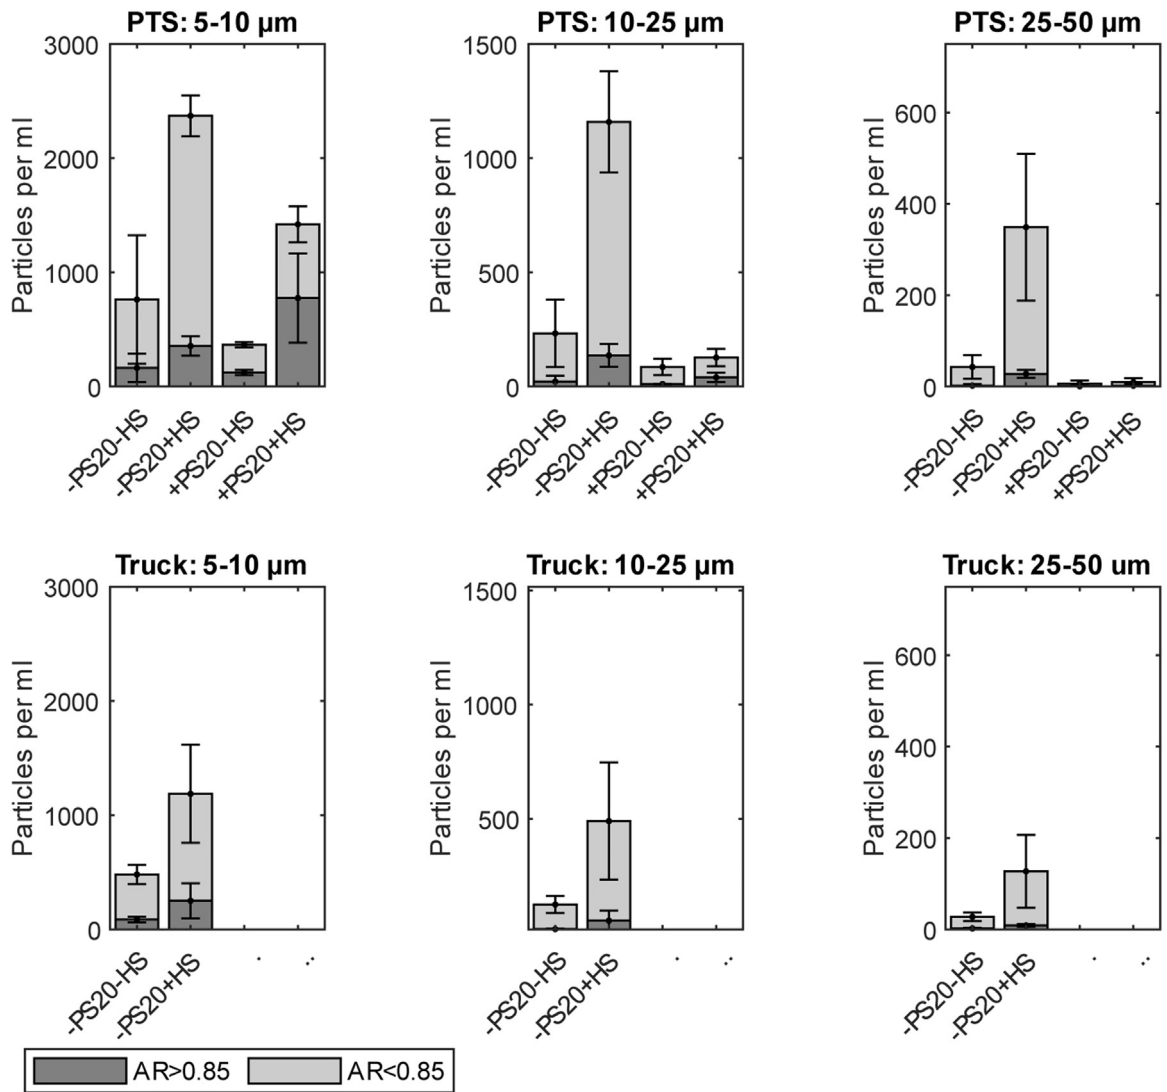 PTS: 5-10 µm
3000
2000
1000
0
Particles per ml
-PS20-HS
-PS20+HS
+PS20-HS
+PS20+HS
PTS: 10-25 µm
1500
1000
500
0
Particles per ml
-PS20-HS
-PS20+HS
+PS20-HS
+PS20+HS
PTS: 25-50 µm
600
400
200
0
Particles per ml
-PS20-HS
-PS20+HS
+PS20-HS
+PS20+HS
Truck: 5-10 µm
3000
2000
1000
0
Particles per ml
-PS20-HS
-PS20+HS
.
..
Truck: 10-25 µm
1500
1000
500
Particles per ml
-PS20-HS
-PS20+HS
.
..
Truck: 25-50 um
600
400
200
0
Particles per ml
-PS20-HS
-PS20+HS
.
..
AR>0.85
AR<0.85